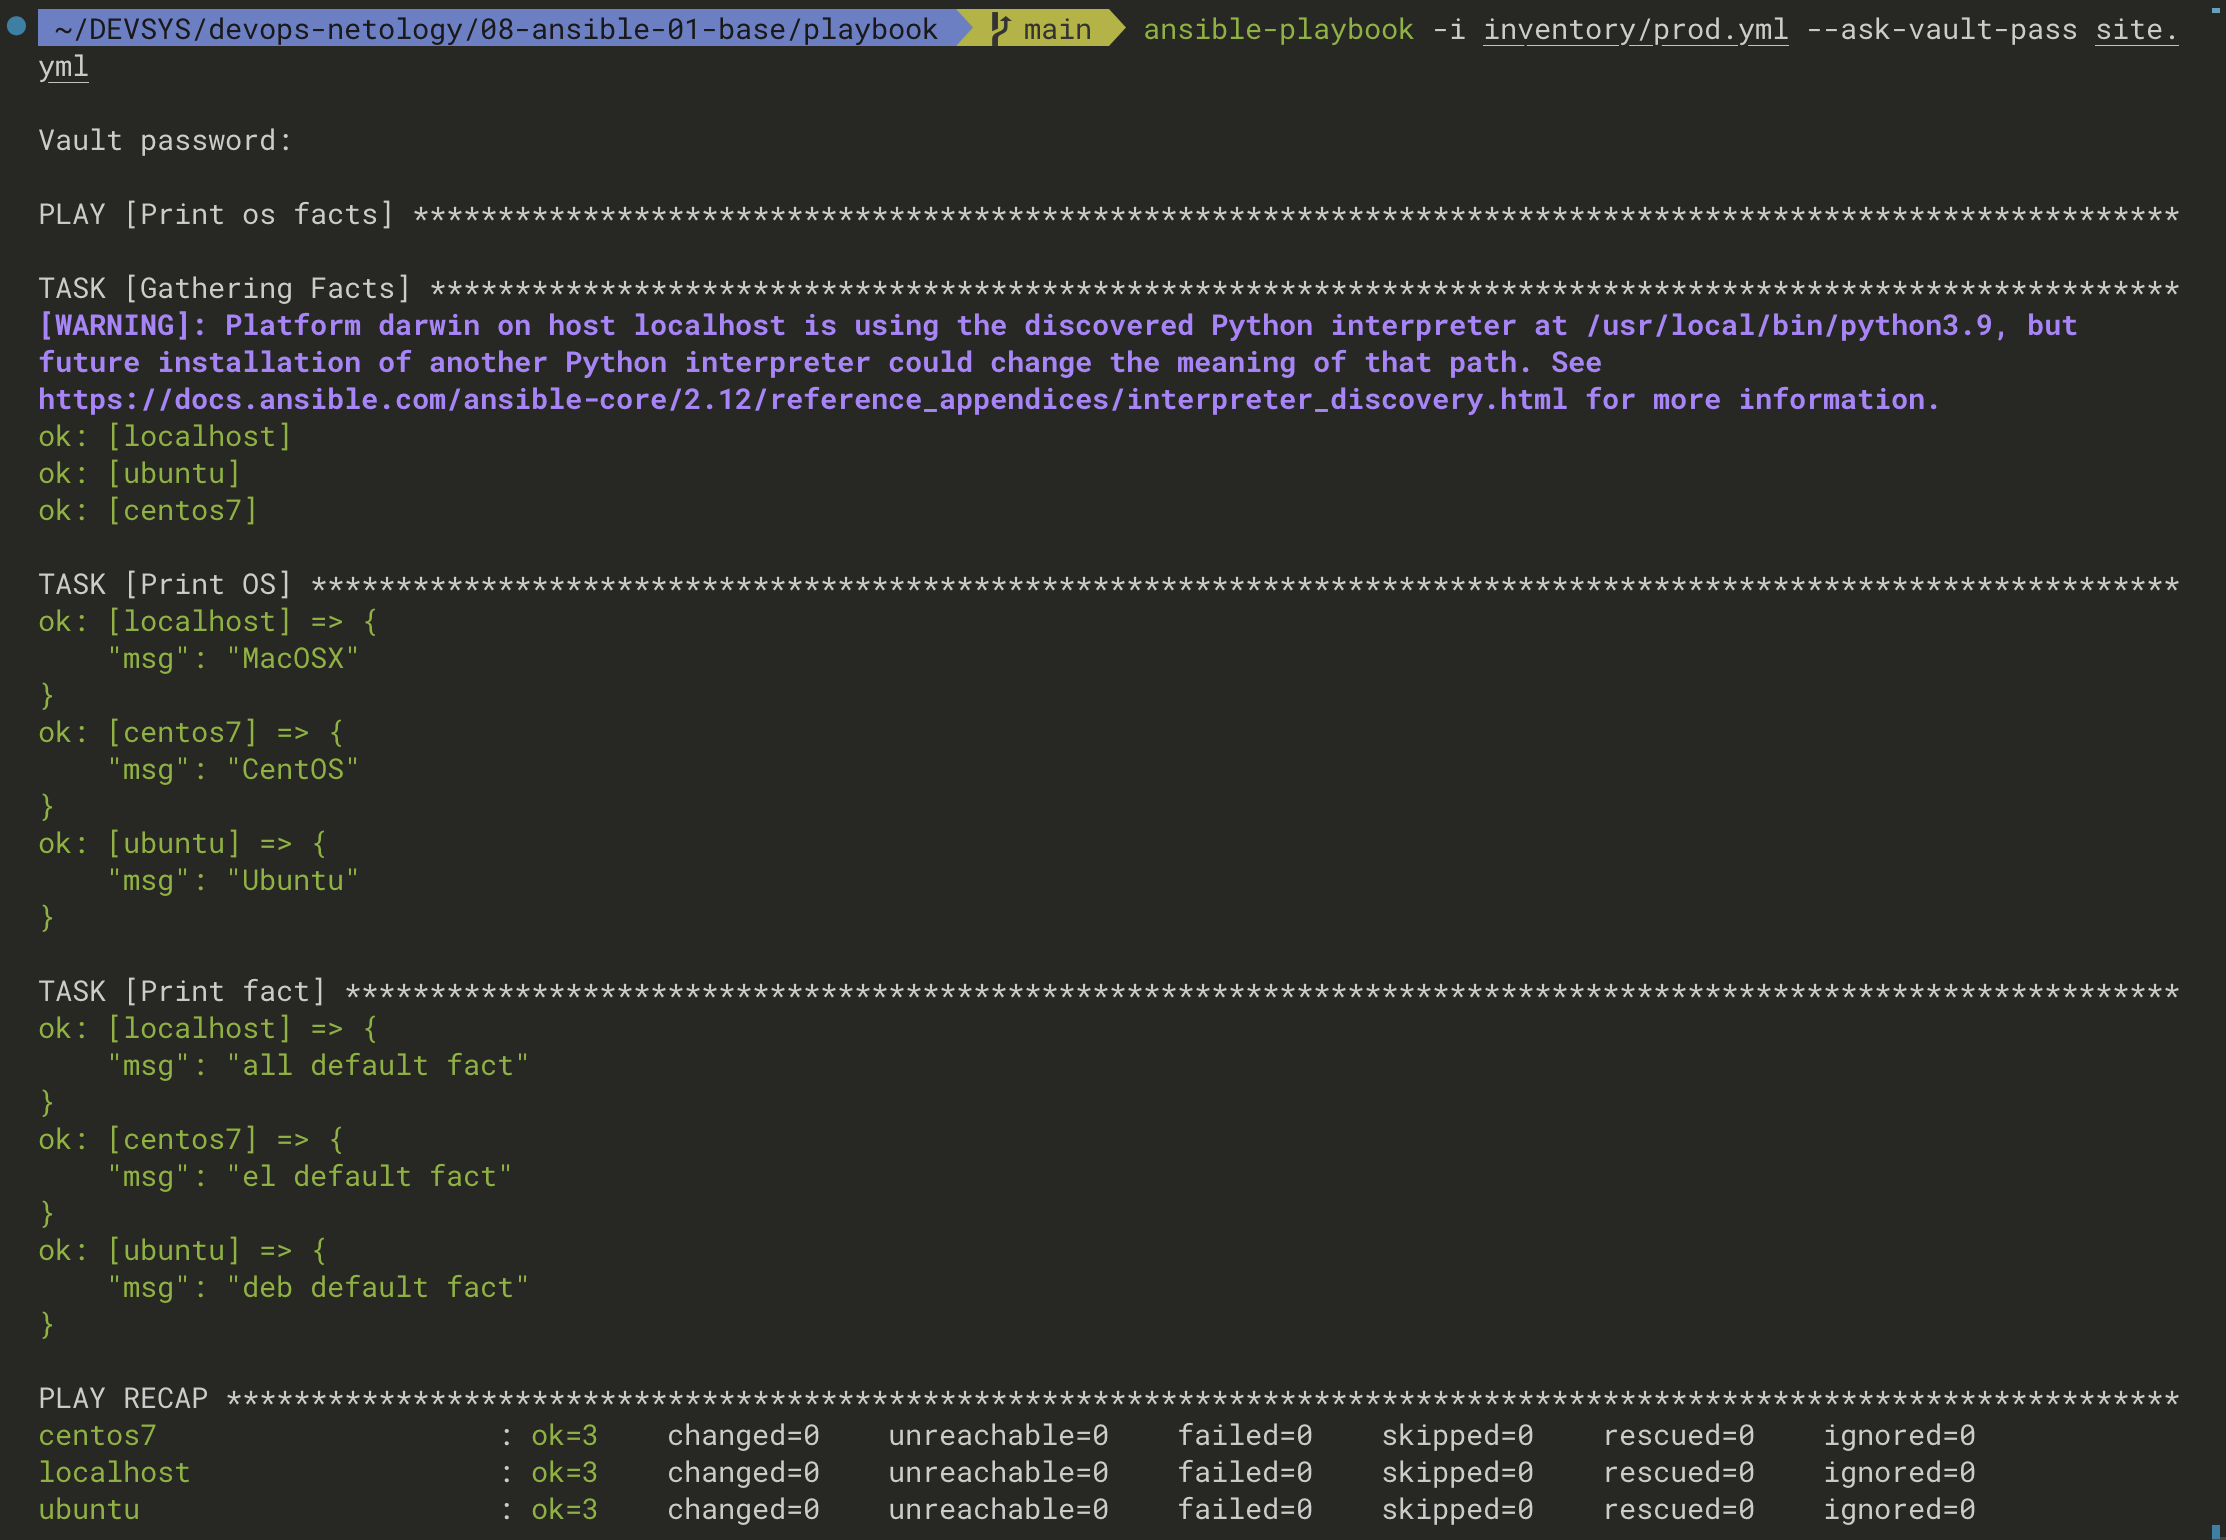 ~/DEVSYS/devops-netology/08-ansible-01-base/playbook main ansible-playbook -i inventory/prod.yml --ask-vault-pass site.
yml
Vault password:
PLAY [Print os facts] ********************************************************************************************************
TASK [Gathering Facts] *******************************************************************************************************
[WARNING]: Platform darwin on host localhost is using the discovered Python interpreter at /usr/local/bin/python3.9, but
future installation of another Python interpreter could change the meaning of that path. See
https://docs.ansible.com/ansible-core/2.12/reference_appendices/interpreter_discovery.html for more information.
ok: [localhost]
ok: [ubuntu]
ok: [centos7]
TASK [Print OS] **************************************************************************************************************
ok: [localhost] => {
    "msg": "MacOSX"
}
ok: [centos7] => {
    "msg": "CentOS"
}
ok: [ubuntu] => {
    "msg": "Ubuntu"
}
TASK [Print fact] ************************************************************************************************************
ok: [localhost] => {
    "msg": "all default fact"
}
ok: [centos7] => {
    "msg": "el default fact"
}
ok: [ubuntu] => {
    "msg": "deb default fact"
}
PLAY RECAP *******************************************************************************************************************
centos7                    : ok=3    changed=0    unreachable=0    failed=0    skipped=0    rescued=0    ignored=0
localhost                  : ok=3    changed=0    unreachable=0    failed=0    skipped=0    rescued=0    ignored=0
ubuntu                     : ok=3    changed=0    unreachable=0    failed=0    skipped=0    rescued=0    ignored=0